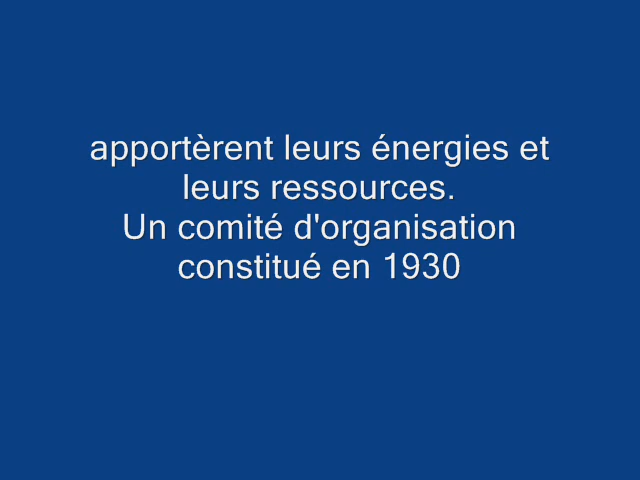 apportèrent leurs énergies et
leurs ressources.
Un comité d'organisation
constitué en 1930